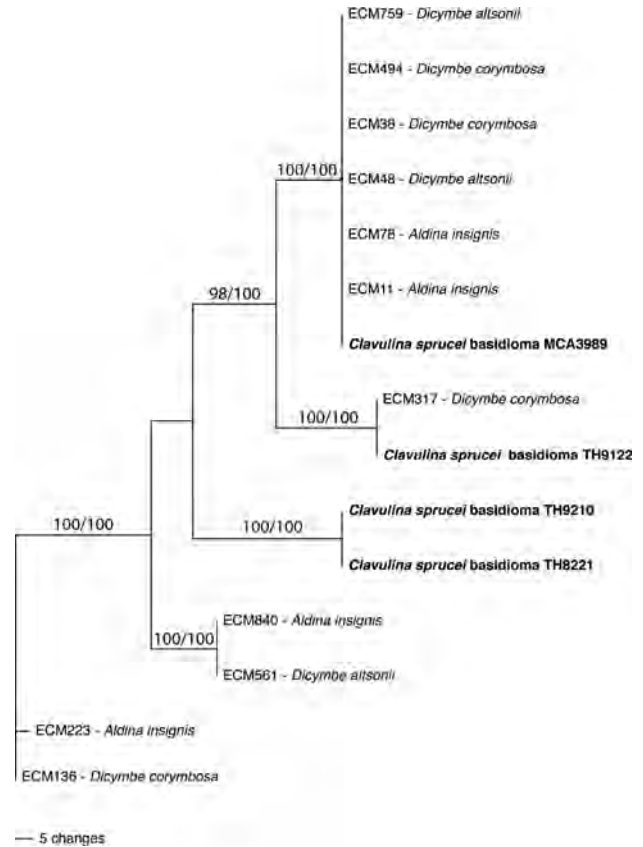 ECM759 - Dicymbe altsonii
ECM494 - Dicymbe corymbosa
ECM38 - Dicymbe corymbosa
100/100
ECM48 - Dicymbe altsonii
ECM78 - Aldina insignis
98/100
ECM11 - Aldina insignis
Clavulina sprucei basidioma MCA3989
ECM317 - Dicymbe corymbosa
100/100
Clavulina sprucei basidioma TH9122
Clavulina sprucei basidioma TH9210
100/100
100/100
Clavulina sprucei basidioma TH8221
ECM840 - Aldina insignis
100/100
ECM561 - Dicymbe altsonii
ECM223 - Aldina insignis
ECM136 - Dicymbe corymbosa
5 changes